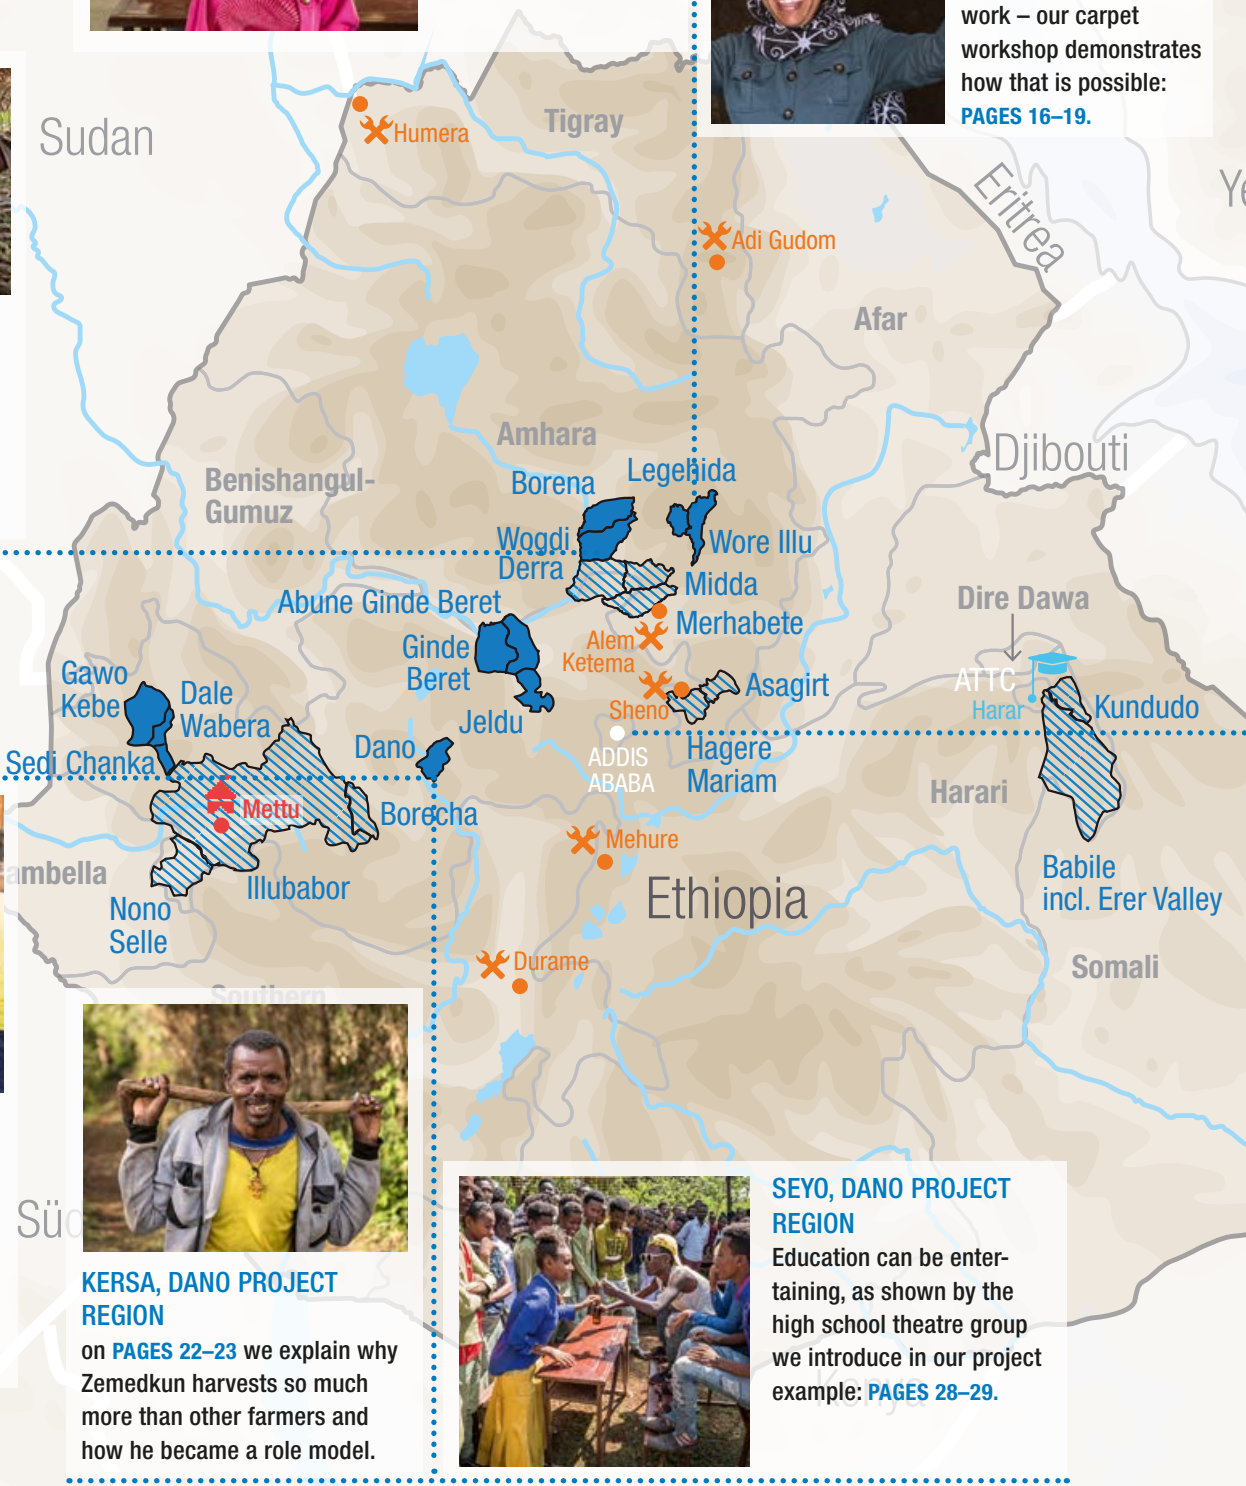 work – our carpet
workshop demonstrates
how that is possible:
PAGES 16–19.
Sudan
Humera
Tigray
Eritrea
Adi Gudom
Afar
Amhara
Djibouti
Benishangul-
Gumuz
Borena
Legehida
Wogdi
Derra
Wore Illu
Midda
Abune Ginde Beret
Merhabete
Ginde
Beret
Alem
Ketema
Dire Dawa
Gawo
Kebe
Dale
Wabera
Asagirt
ATTC
Harar
Kundudo
Sheno
Jeldu
Dano
Sedi Chanka
ADDIS
ABABA
Hagere
Mariam
Harari
Mettu
Borecha
Mehure
ambella
Illubabor
Ethiopia
Babile
incl. Erer Valley
Nono
Selle
Durame
Somali
Southern
KERSA, DANO PROJECT
REGION
on PAGES 22–23 we explain why
Zemedkun harvests so much
more than other farmers and
how he became a role model.
SEYO, DANO PROJECT
REGION
Education can be enter-
taining, as shown by the
high school theatre group
we introduce in our project
example: PAGES 28–29.
Kenya